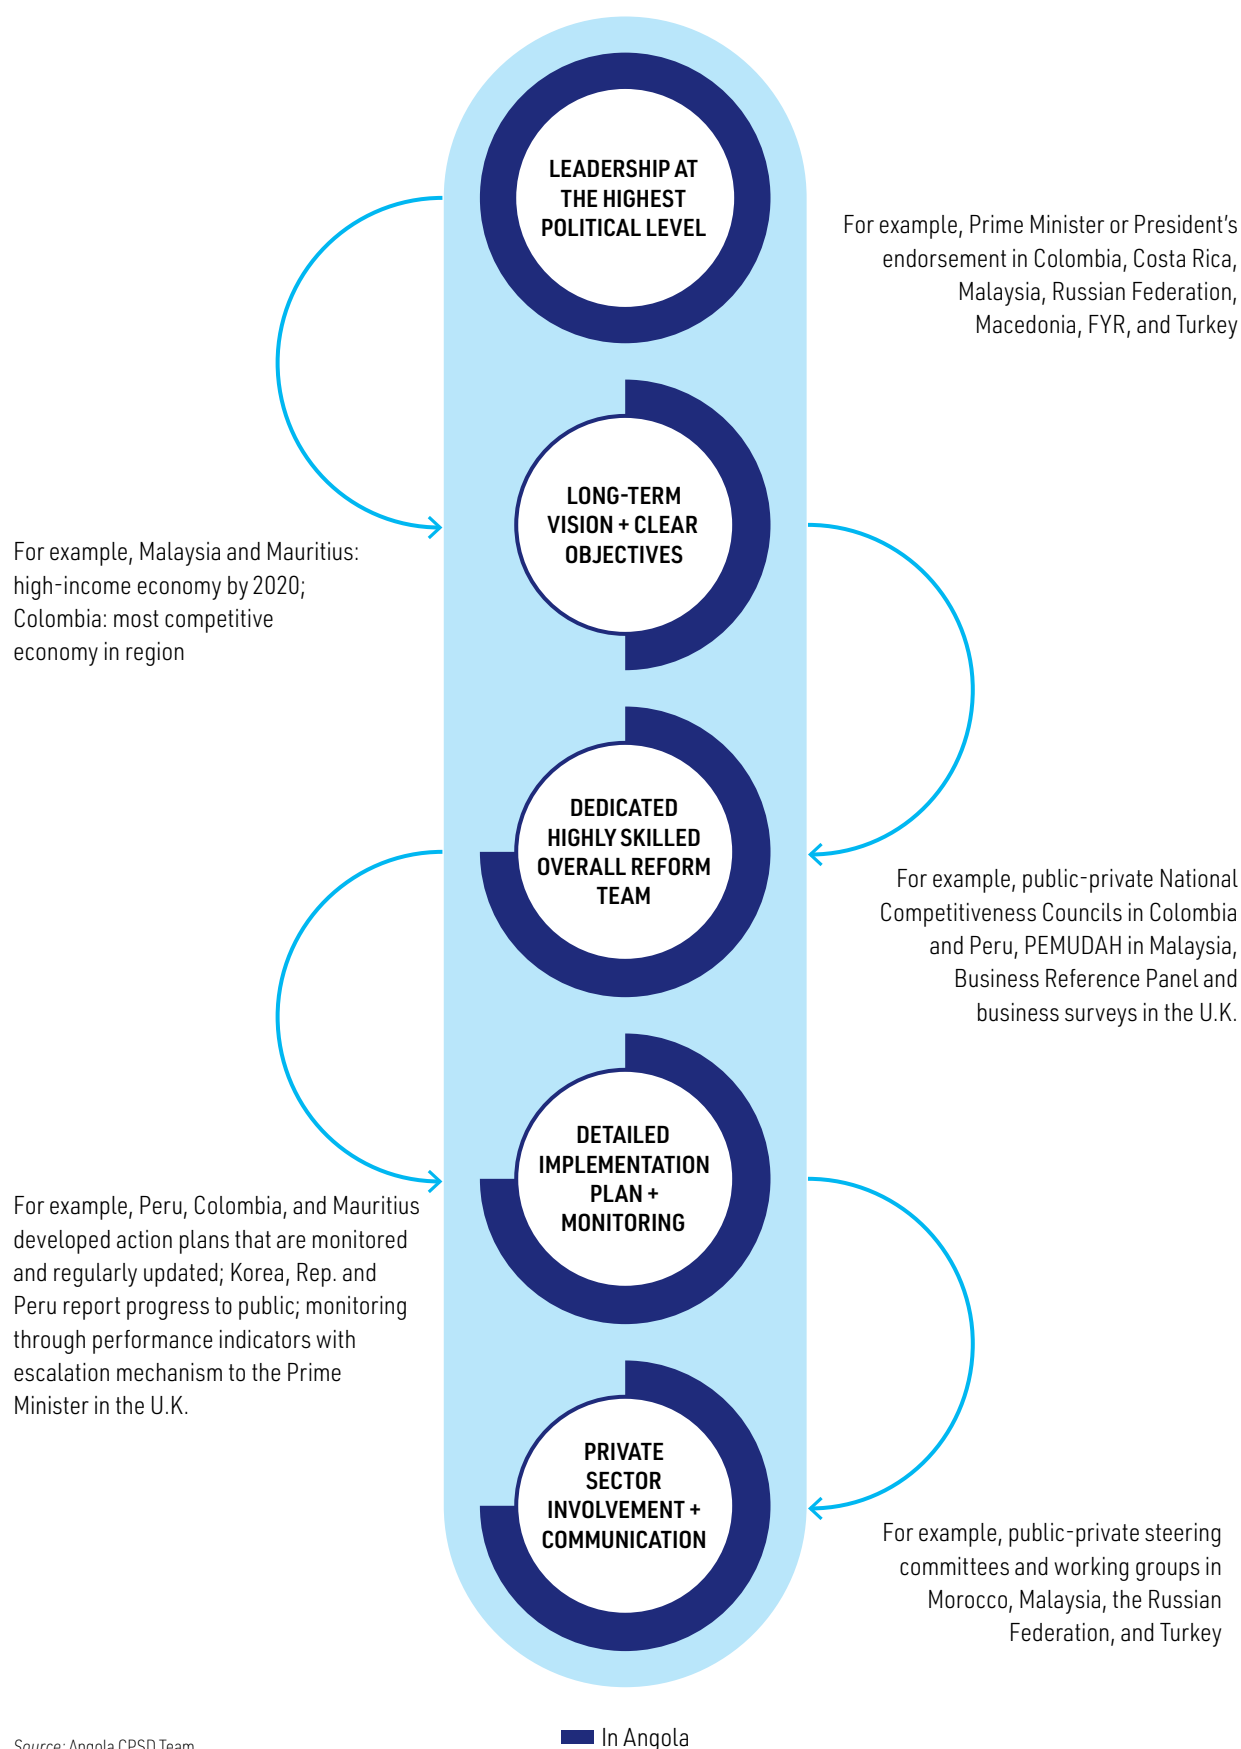 LEADERSHIP AT
THE HIGHEST
POLITICAL LEVEL
For example, Prime Minister or President's
endorsement in Colombia, Costa Rica,
Malaysia, Russian Federation,
Macedonia, FYR, and Turkey
LONG-TERM
VISION + CLEAR
OBJECTIVES
For example, Malaysia and Mauritius:
high-income economy by 2020;
Colombia: most competitive
economy in region
DEDICATED
HIGHLY SKILLED
OVERALL REFORM
TEAM
For example, public-private National
Competitiveness Councils in Colombia
and Peru, PEMUDAH in Malaysia,
Business Reference Panel and
business surveys in the U.K.
DETAILED
IMPLEMENTATION
PLAN +
MONITORING
For example, Peru, Colombia, and Mauritius
developed action plans that are monitored
and regularly updated; Korea, Rep. and
Peru report progress to public; monitoring
through performance indicators with
escalation mechanism to the Prime
Minister in the U.K.
PRIVATE
SECTOR
INVOLVEMENT +
COMMUNICATION
For example, public-private steering
committees and working groups in
Morocco, Malaysia, the Russian
Federation, and Turkey
In Angola
Source: Angola CPSD Team